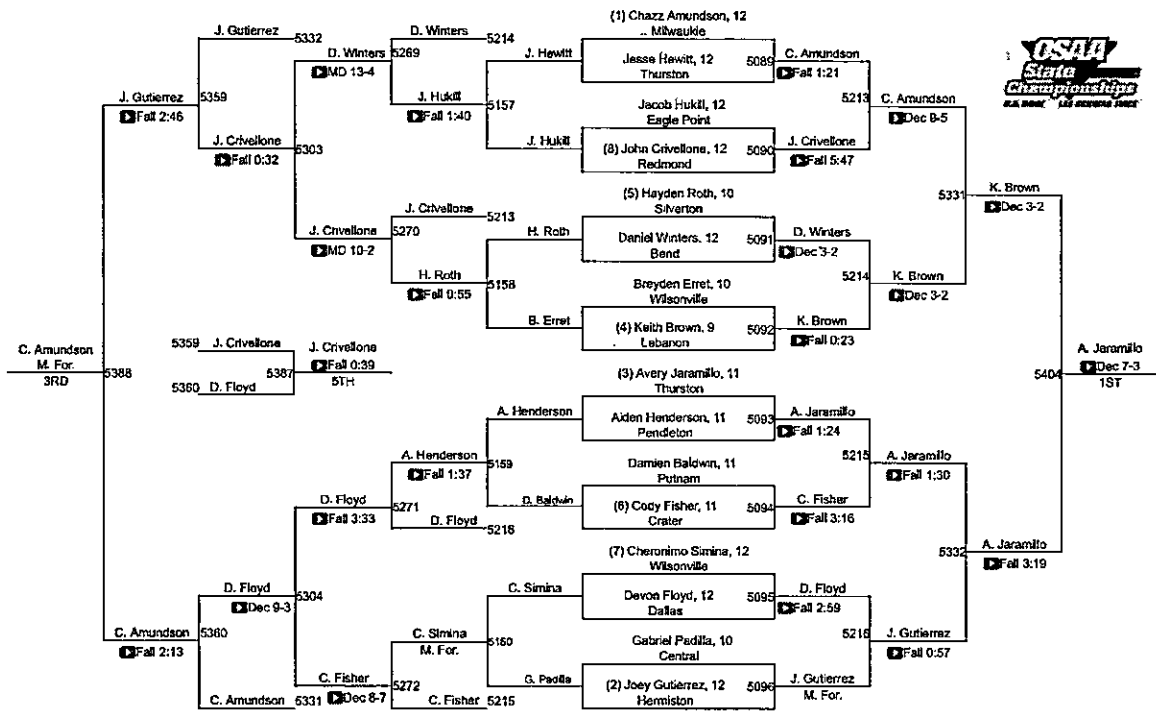 J. Gutierrez
5332
D. Winters
MD 13-4
5269
D. Winters
5214
J. Gutierrez
Fall 2:46
5359
J. Hukill
Fall 1:40
5157
J. Hewitt
J. Hukill
J. Crivellone
Fall 0:32
5303
J. Crivellone
MD 10-2
5270
J. Crivellone
5213
H. Roth
Fall 0:55
5158
H. Roth
B. Erret
C. Amundson
M. For.
3RD
5388
5359
J. Crivellone
5360
D. Floyd
5387
J. Crivellone
Fall 0:39
5TH
A. Henderson
Fall 1:37
5159
A. Henderson
D. Baldwin
D. Floyd
Fall 3:33
5271
D. Floyd
5216
D. Floyd
Dec 9-3
5304
C. Amundson
Fall 2:13
5360
C. Amundson
5331
C. Fisher
Dec 8-7
5272
C. Simina
M. For.
5160
C. Simina
G. Padilla
C. Fisher
5215
(1) Chazz Amundson, 12
Milwaukie
Jesse Hewitt, 12
Thurston
5089
Jacob Hukill, 12
Eagle Point
(8) John Crivellone, 12
Redmond
5090
(5) Hayden Roth, 10
Silverton
Daniel Winters, 12
Bend
5091
Breyden Erret, 10
Wilsonville
(4) Keith Brown, 9
Lebanon
5092
(3) Avery Jaramillo, 11
Thurston
Aiden Henderson, 11
Pendleton
5093
Damien Baldwin, 11
Putnam
(6) Cody Fisher, 11
Crater
5094
(7) Cheronimo Simina, 12
Wilsonville
Devon Floyd, 12
Dallas
5095
Gabriel Padilla, 10
Central
(2) Joey Gutierrez, 12
Hermiston
5096
C. Amundson
Fall 1:21
5213
J. Crivellone
Fall 5:47
C. Amundson
Dec 8-5
D. Winters
Dec 3-2
5214
K. Brown
Fall 0:23
K. Brown
Dec 3-2
5331
K. Brown
Dec 3-2
A. Jaramillo
Fall 1:24
5215
C. Fisher
Fall 3:16
A. Jaramillo
Fall 1:30
D. Floyd
Fall 2:59
5216
J. Gutierrez
M. For.
J. Gutierrez
Fall 0:57
5332
A. Jaramillo
Fall 3:19
5404
A. Jaramillo
Dec 7-3
1ST
OSAA
State
Championships